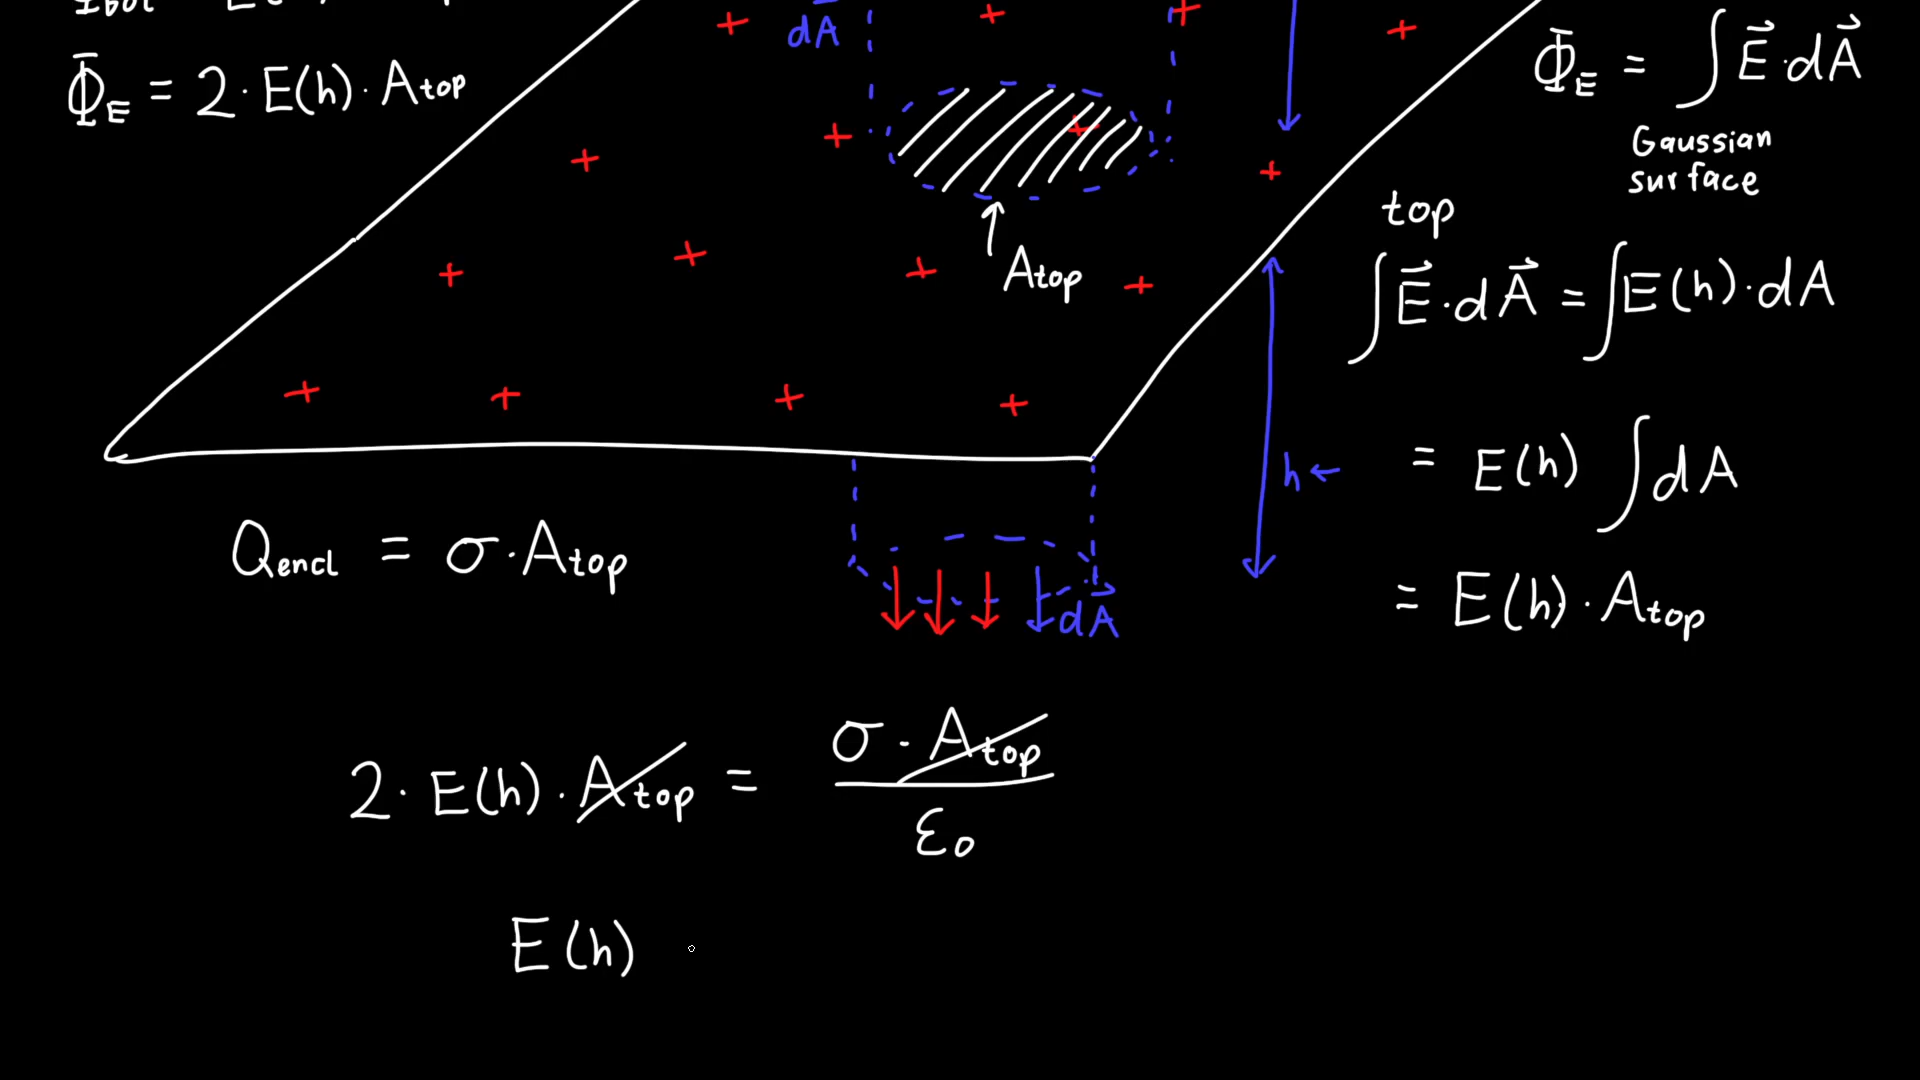 Φ_E = 2·E(h)·A_top
dA
Φ_E = ∫E⃗·dA⃗
Gaussian
surface
top
A_top
∫E⃗·dA⃗ = ∫E(h)·dA
h ←
= E(h) ∫dA
Q_encl = σ·A_top
dA⃗
= E(h)·A_top
2·E(h)·A_top = σ·A_top / ε₀
E(h)